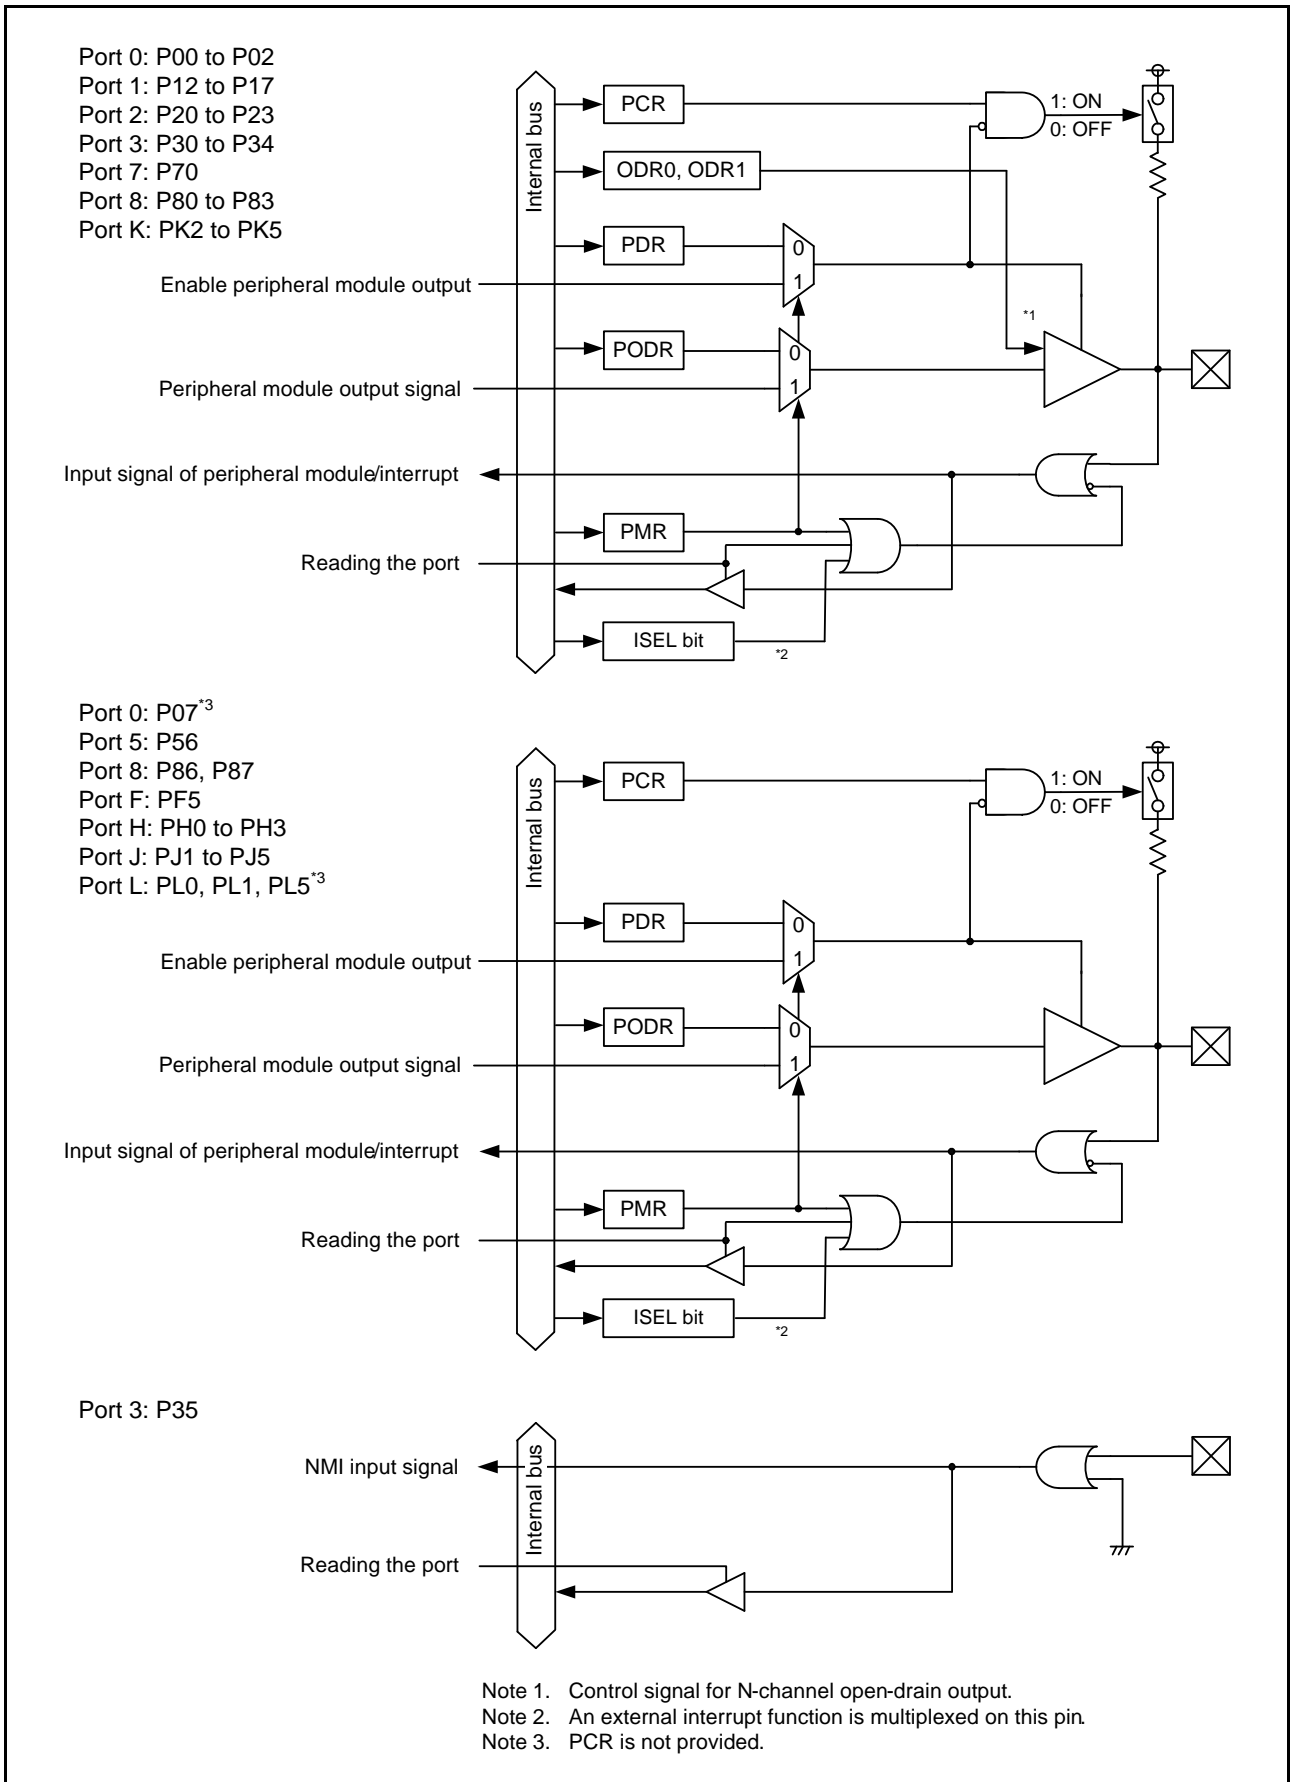 Port 0: P00 to P02
Port 1: P12 to P17
Port 2: P20 to P23
Port 3: P30 to P34
Port 7: P70
Port 8: P80 to P83
Port K: PK2 to PK5
Internal bus
PCR
1: ON
0: OFF
ODR0, ODR1
PDR
0
1
Enable peripheral module output
*1
PODR
0
1
Peripheral module output signal
Input signal of peripheral module/interrupt
PMR
Reading the port
ISEL bit
*2
Port 0: P07*3
Port 5: P56
Port 8: P86, P87
Port F: PF5
Port H: PH0 to PH3
Port J: PJ1 to PJ5
Port L: PL0, PL1, PL5*3
Internal bus
PCR
1: ON
0: OFF
PDR
0
1
Enable peripheral module output
PODR
0
1
Peripheral module output signal
Input signal of peripheral module/interrupt
PMR
Reading the port
ISEL bit
*2
Port 3: P35
Internal bus
NMI input signal
Reading the port
Note 1. Control signal for N-channel open-drain output.
Note 2. An external interrupt function is multiplexed on this pin.
Note 3. PCR is not provided.